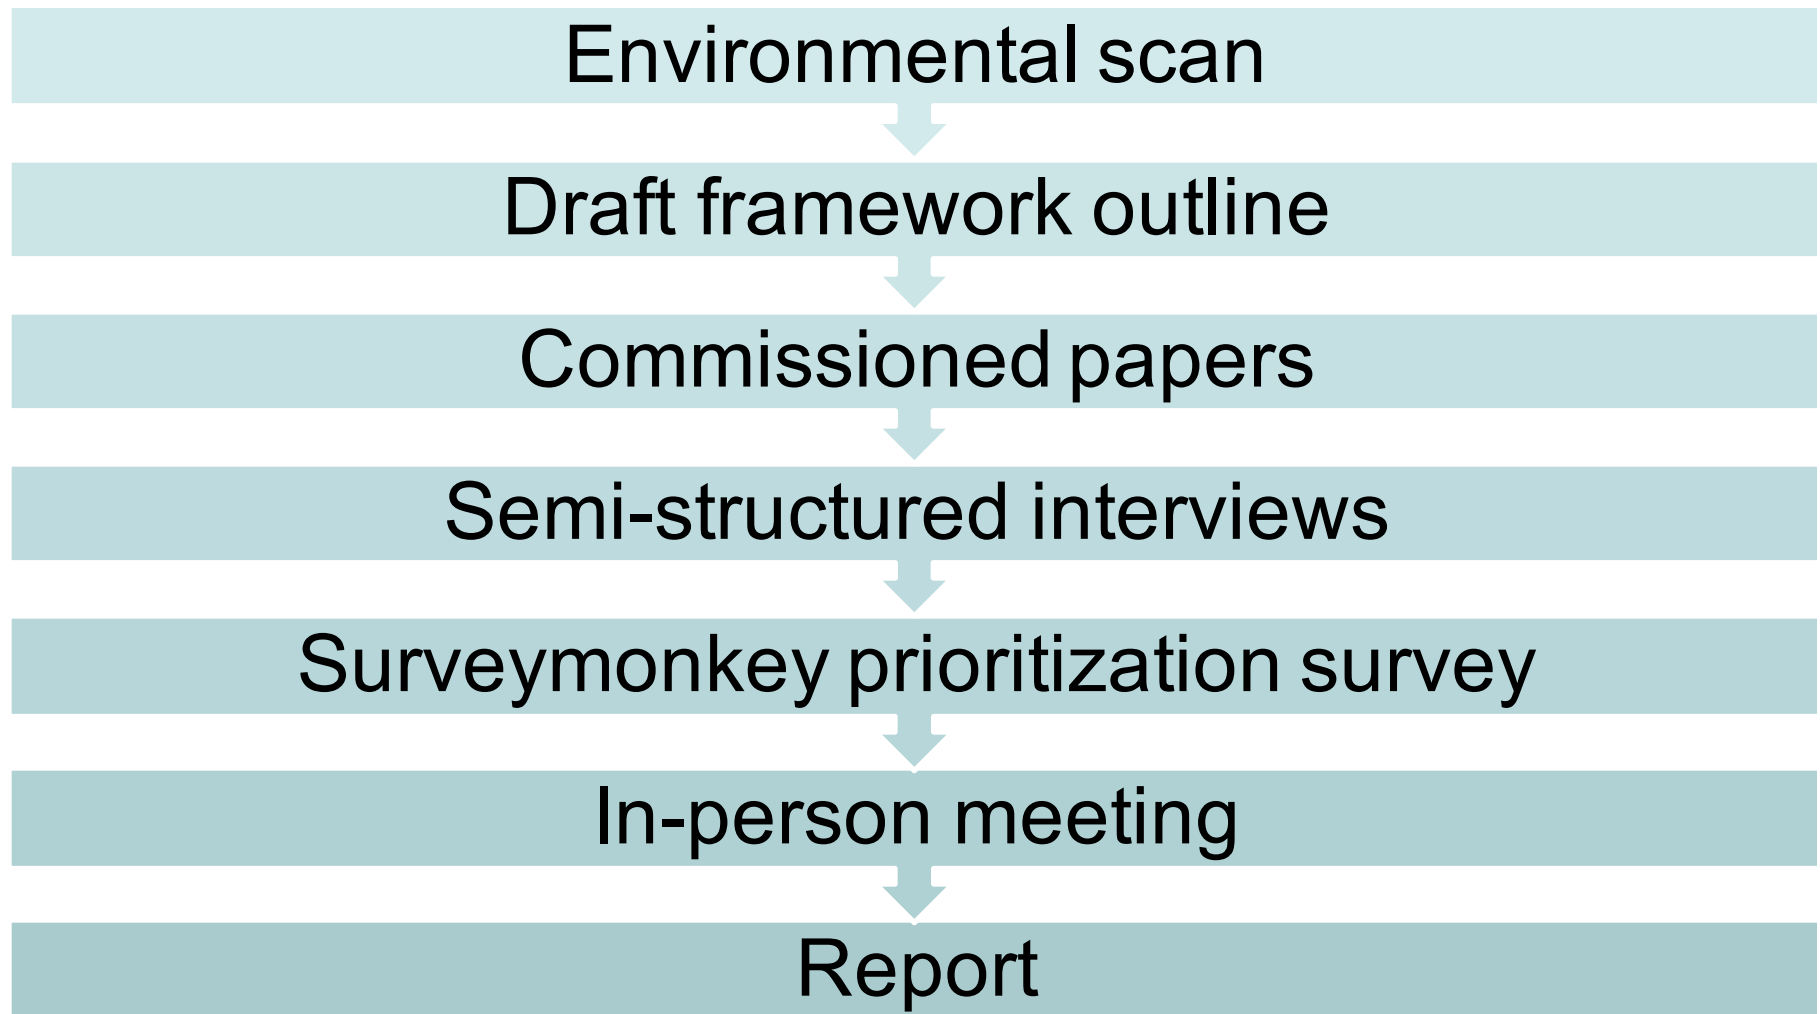 Environmental scan
Draft framework outline
Commissioned papers
Semi-structured interviews
Surveymonkey prioritization survey
In-person meeting
Report